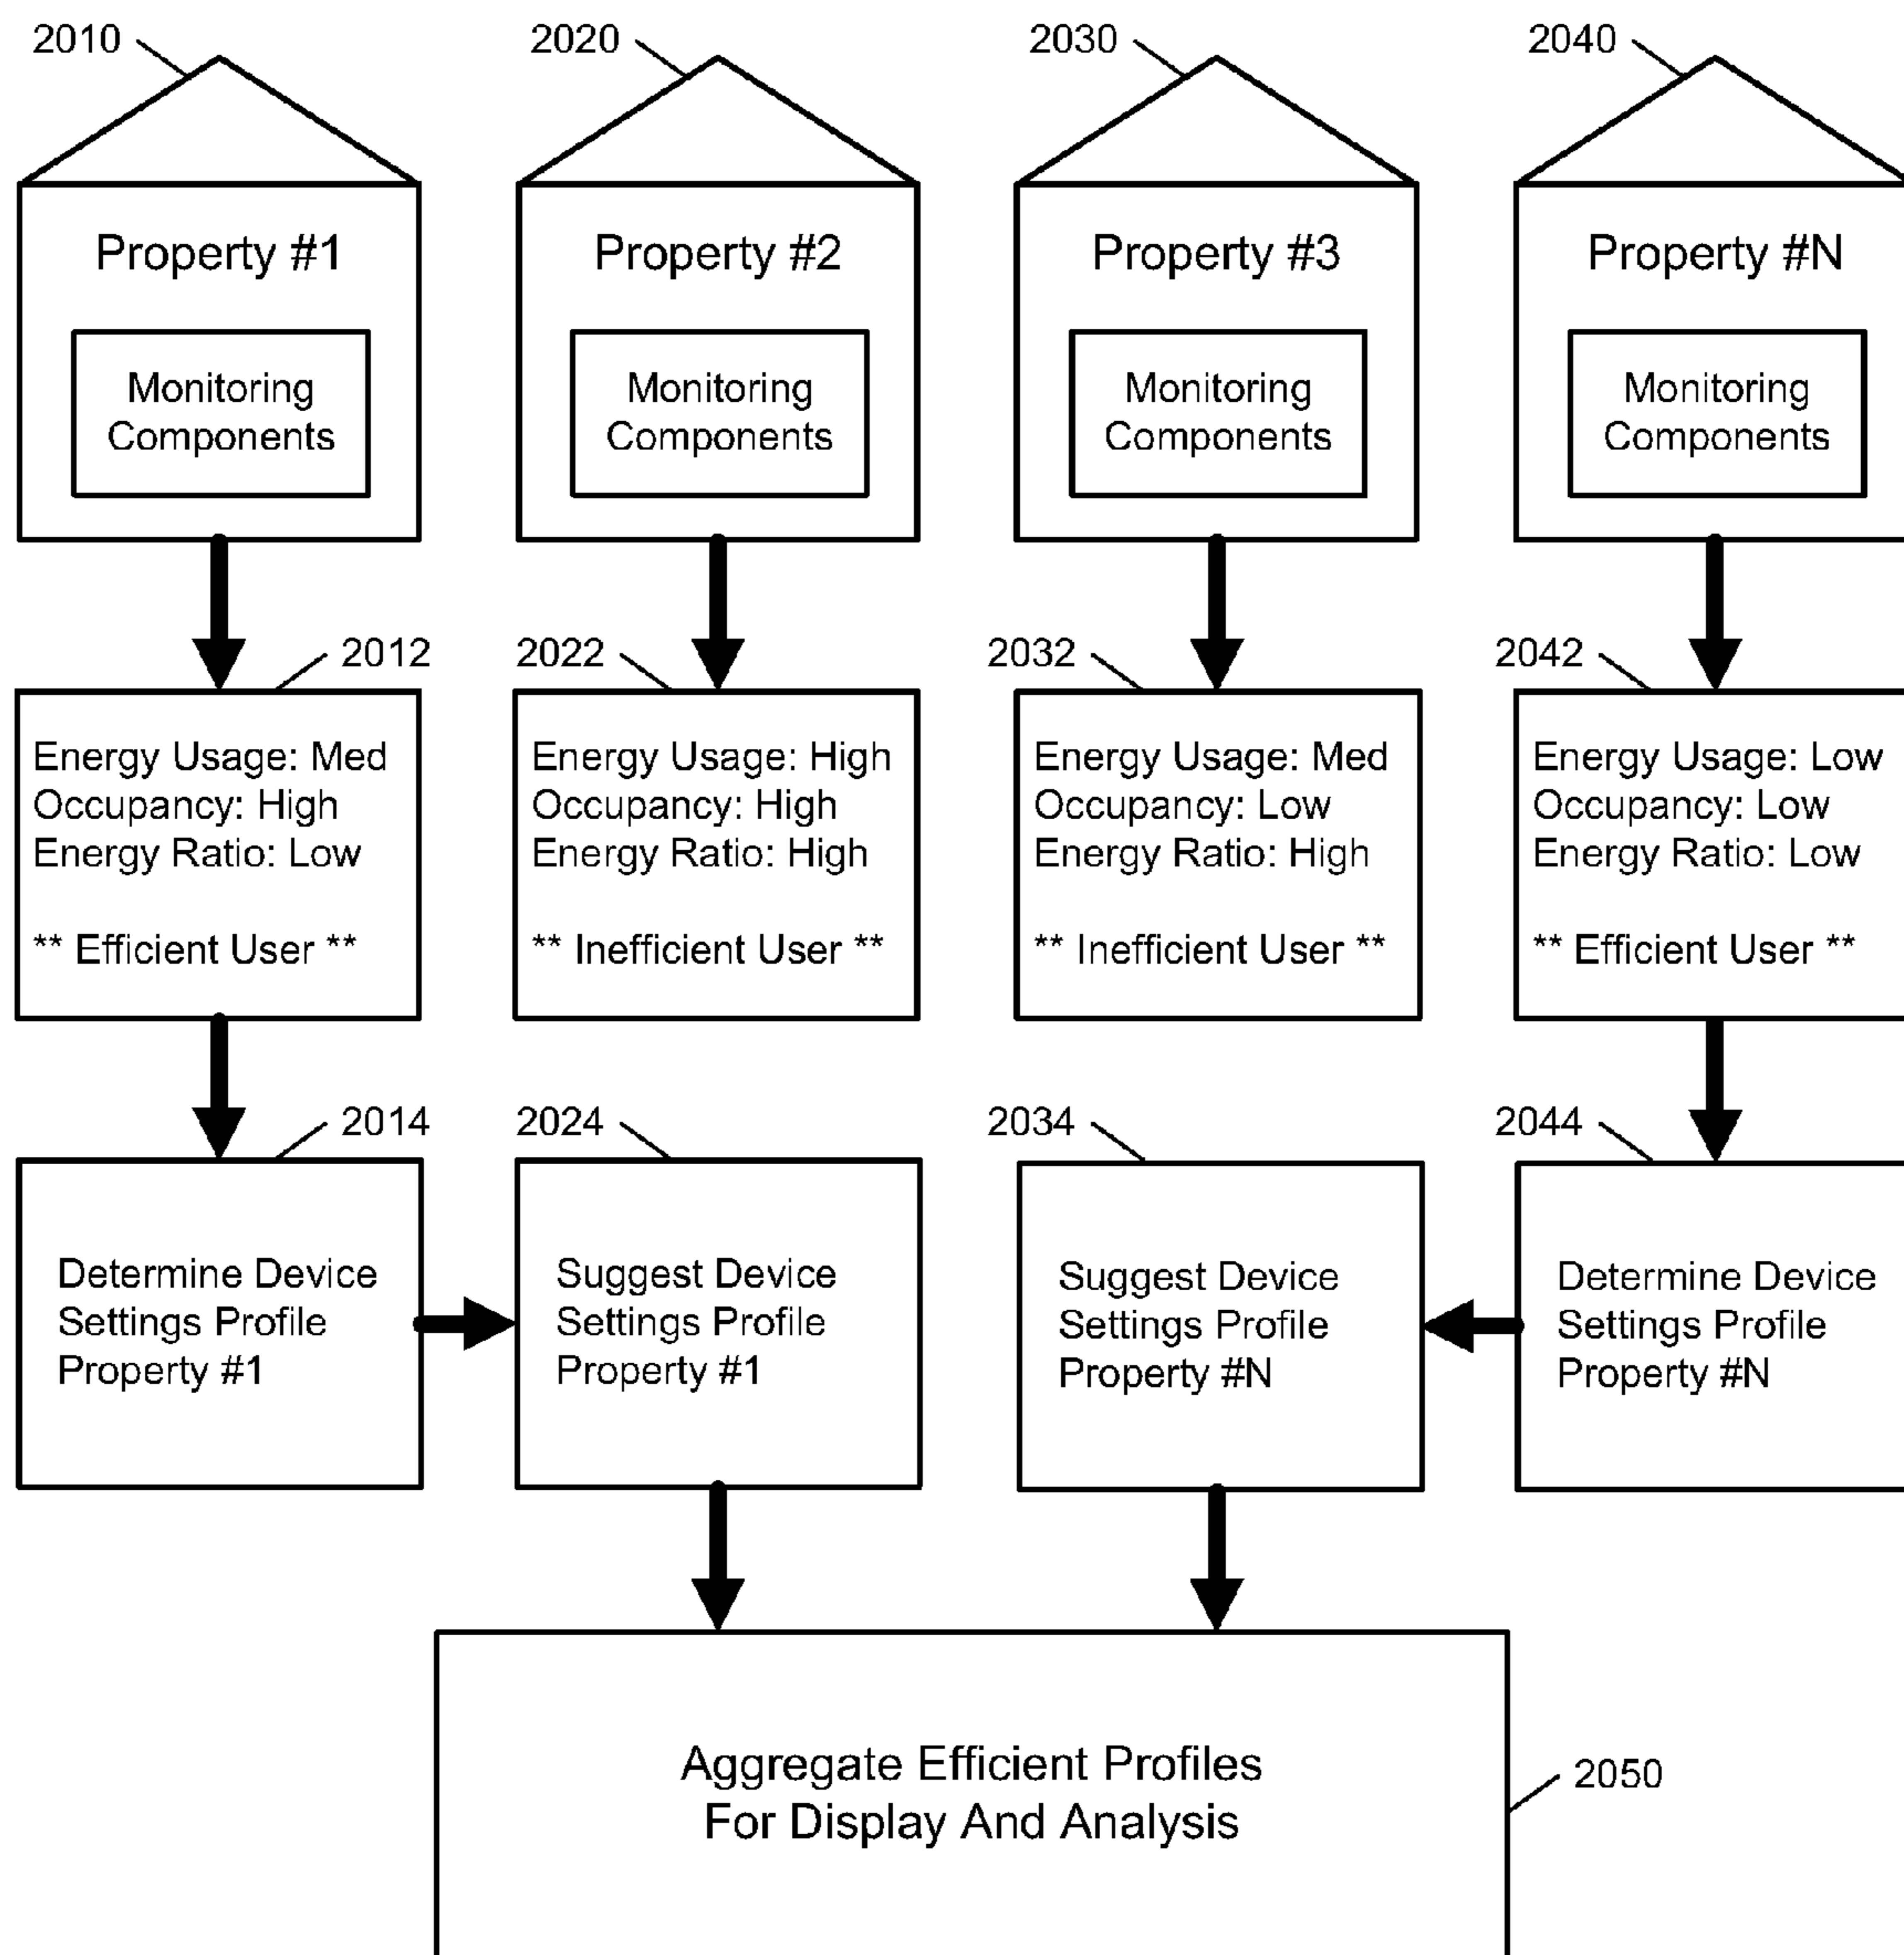 2010
2020
2030
2040
Property #1
Property #2
Property #3
Property #N
Monitoring
Components
Monitoring
Components
Monitoring
Components
Monitoring
Components
2012
2022
2032
2042
Energy Usage: Med
Occupancy: High
Energy Ratio: Low
** Efficient User **
Energy Usage: High
Occupancy: High
Energy Ratio: High
** Inefficient User **
Energy Usage: Med
Occupancy: Low
Energy Ratio: High
** Inefficient User **
Energy Usage: Low
Occupancy: Low
Energy Ratio: Low
** Efficient User **
2014
2024
2034
2044
Determine Device
Settings Profile
Property #1
Suggest Device
Settings Profile
Property #1
Suggest Device
Settings Profile
Property #N
Determine Device
Settings Profile
Property #N
Aggregate Efficient Profiles
For Display And Analysis
2050